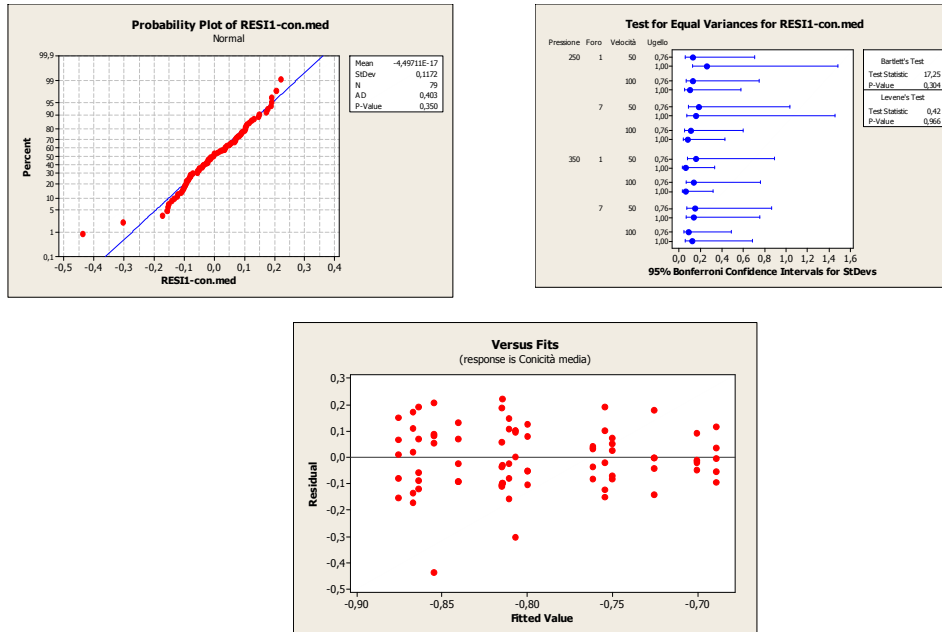 Probability Plot of RESI1-con.med
Normal
99,9
99
95
90
80
70
60
50
40
30
20
10
5
1
0,1
Percent
-0,5 -0,4 -0,3 -0,2 -0,1 0,0 0,1 0,2 0,3 0,4
RESI1-con.med
Mean -4,49711E-17
StDev 0,1172
N 79
AD 0,403
P-Value 0,350
Test for Equal Variances for RESI1-con.med
Pressione Foro Velocità Ugello
250 1 50 0,76
1,00
100 0,76
1,00
7 50 0,76
1,00
100 0,76
1,00
350 1 50 0,76
1,00
100 0,76
1,00
7 50 0,76
1,00
100 0,76
1,00
0,0 0,2 0,4 0,6 0,8 1,0 1,2 1,4 1,6
95% Bonferroni Confidence Intervals for StDevs
Bartlett's Test
Test Statistic 17,25
P-Value 0,304
Levene's Test
Test Statistic 0,42
P-Value 0,966
Versus Fits
(response is Conicità media)
0,3
0,2
0,1
0,0
-0,1
-0,2
-0,3
-0,4
-0,5
Residual
-0,90 -0,85 -0,80 -0,75 -0,70
Fitted Value